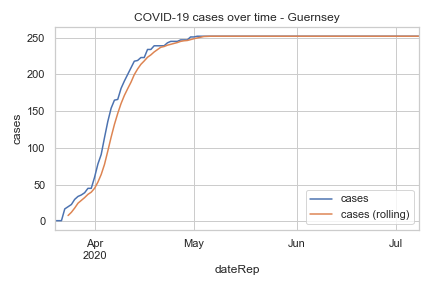 COVID-19 cases over time - Guernsey
250
200
150
100
50
0
cases
Apr
2020
May
Jun
Jul
dateRep
cases
cases (rolling)